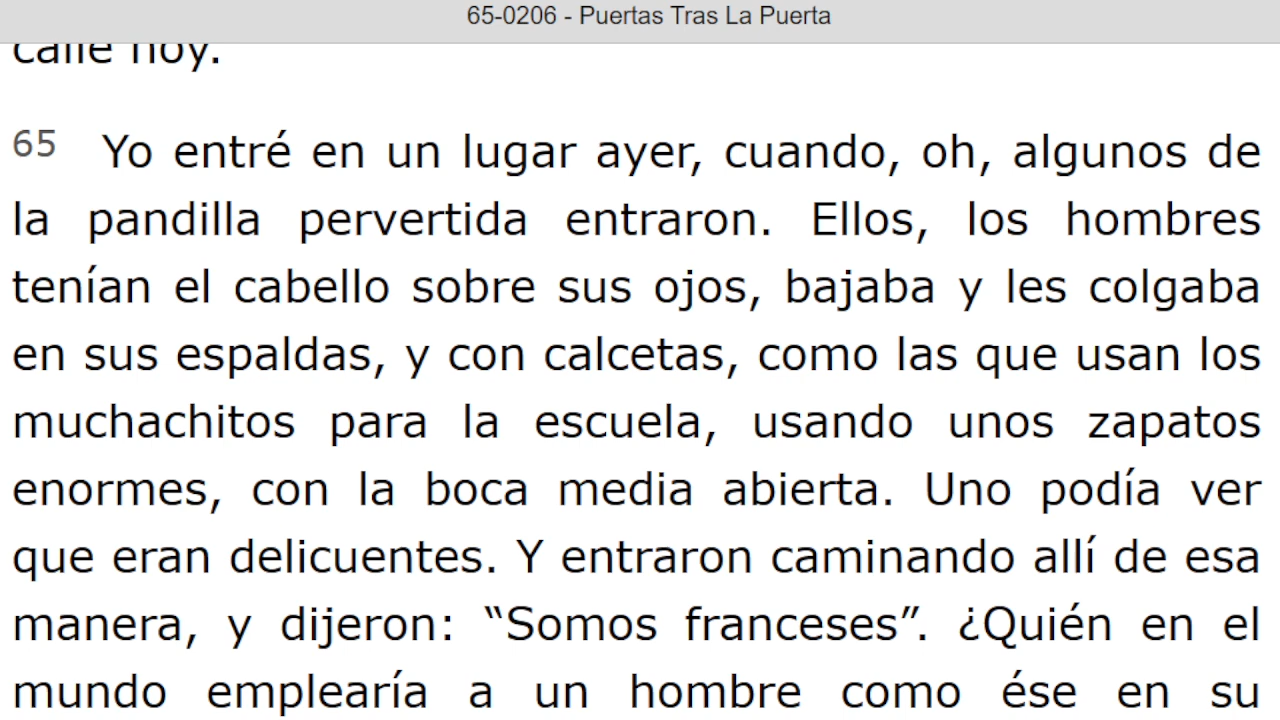 65-0206 - Puertas Tras La Puerta
calle hoy.
65 Yo entré en un lugar ayer, cuando, oh, algunos de
la pandilla pervertida entraron. Ellos, los hombres
tenían el cabello sobre sus ojos, bajaba y les colgaba
en sus espaldas, y con calcetas, como las que usan los
muchachitos para la escuela, usando unos zapatos
enormes, con la boca media abierta. Uno podía ver
que eran delicuentes. Y entraron caminando allí de esa
manera, y dijeron: “Somos franceses”. ¿Quién en el
mundo emplearía a un hombre como ése en su